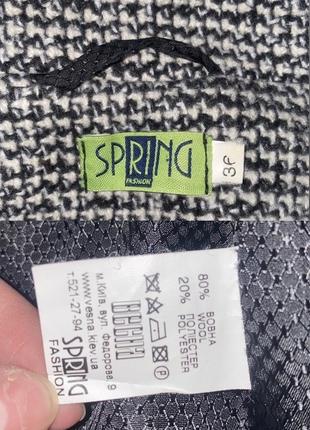 SPRING
FASHION
36
80% ВОВНА
WOOL
20% ПОЛІЕСТЕР
POLYESTER
ВЕСНА
м.Київ, вул. Федорова, 9
www.vesna.kiev.ua
т.521-27-94
SPRING
FASHION